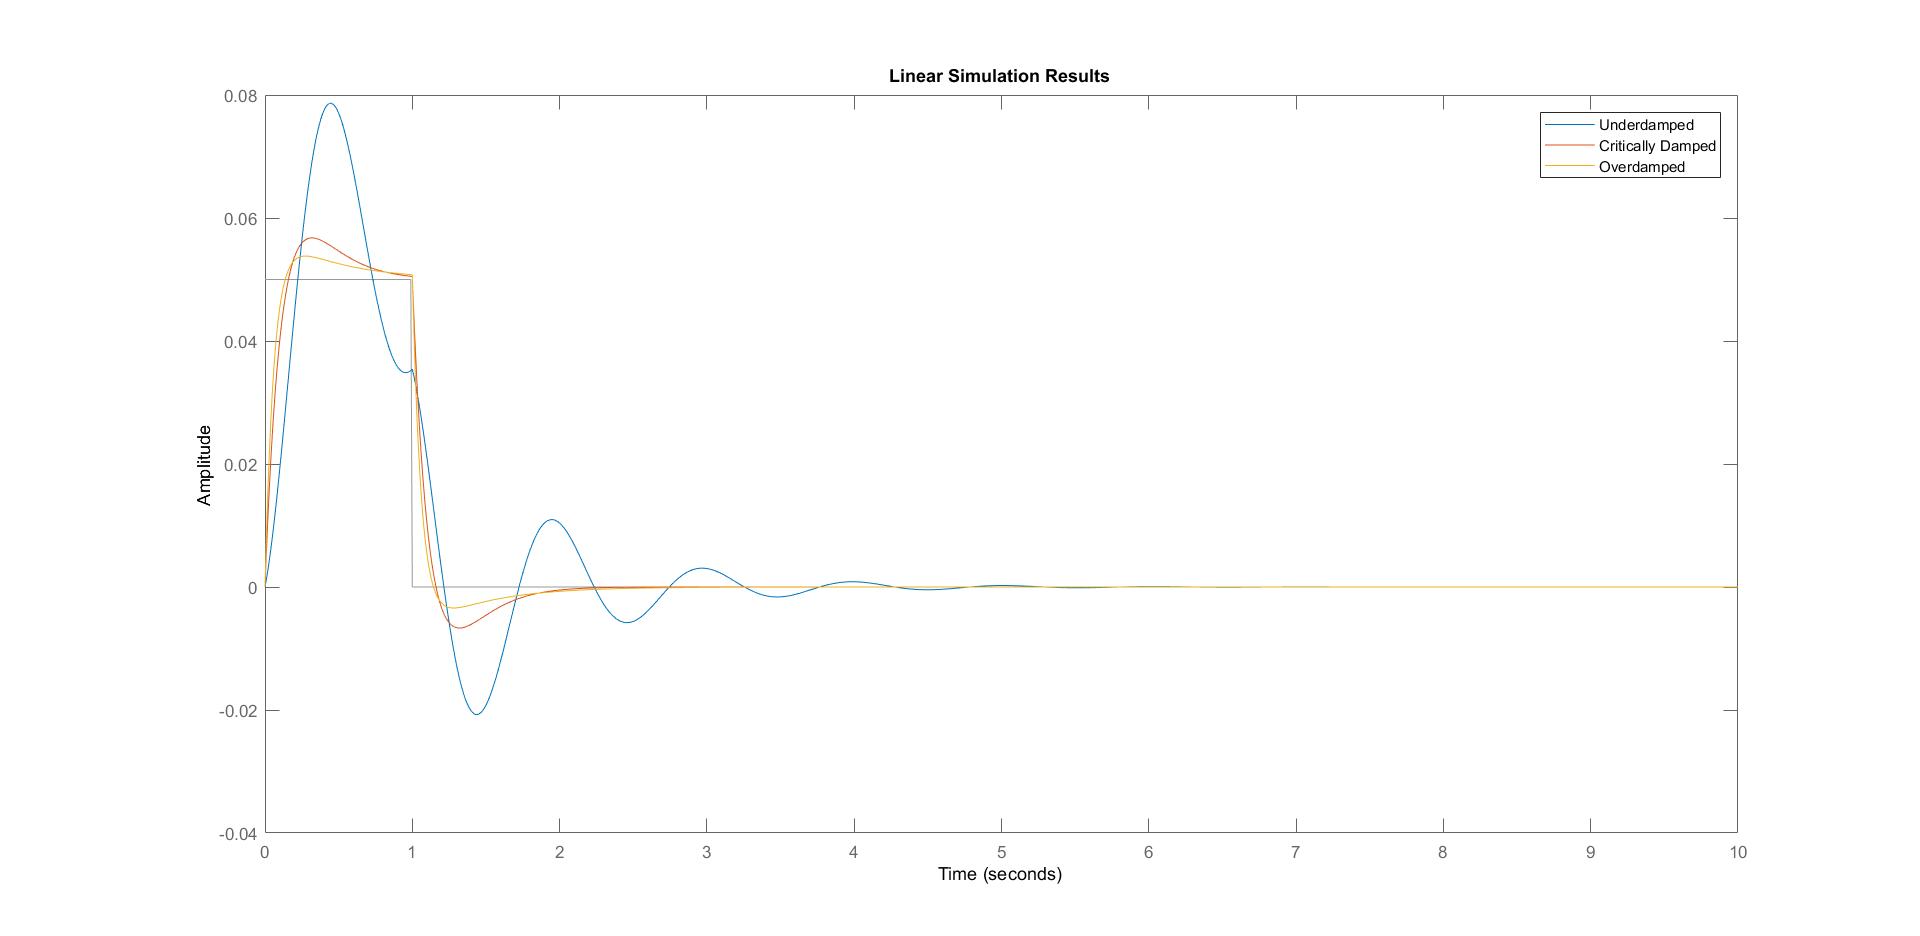 Linear Simulation Results
0.08
0.06
0.04
0.02
0
-0.02
-0.04
Amplitude
Underdamped
Critically Damped
Overdamped
0 1 2 3 4 5 6 7 8 9 10
Time (seconds)